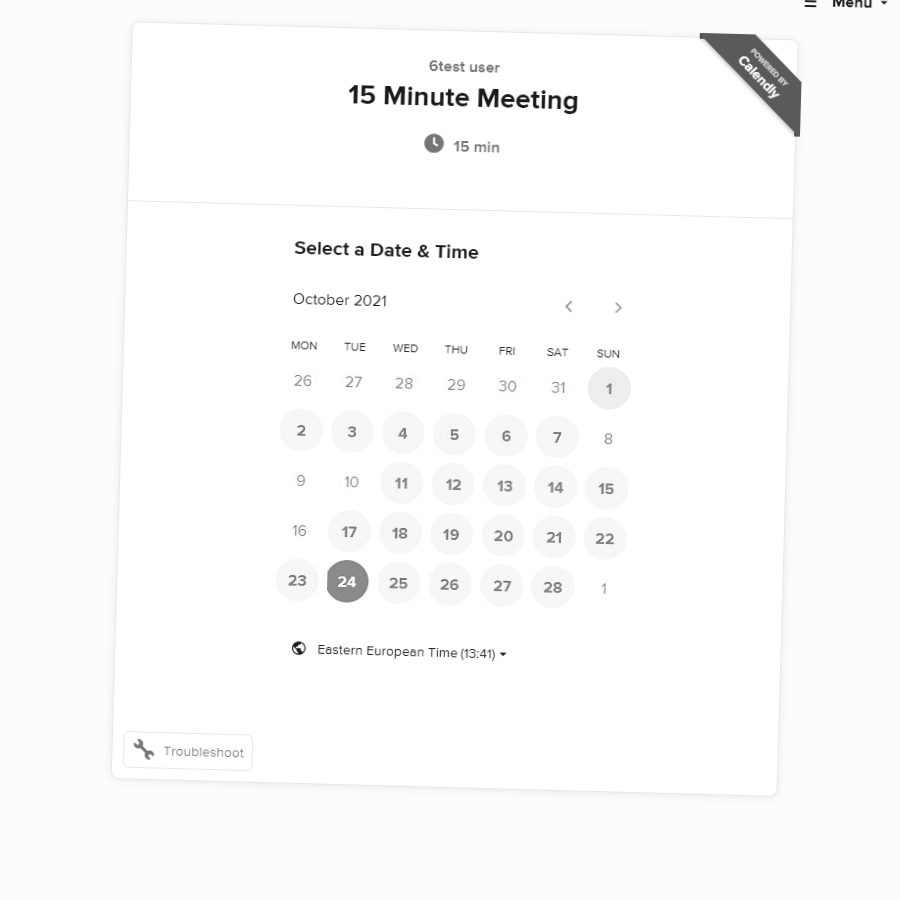 Menu
POWERED BY
Calendly
6test user
15 Minute Meeting
15 min
Select a Date & Time
October 2021
MON TUE WED THU FRI SAT SUN
26 27 28 29 30 31 1
2 3 4 5 6 7 8
9 10 11 12 13 14 15
16 17 18 19 20 21 22
23 24 25 26 27 28 1
Eastern European Time (13:41)
Troubleshoot